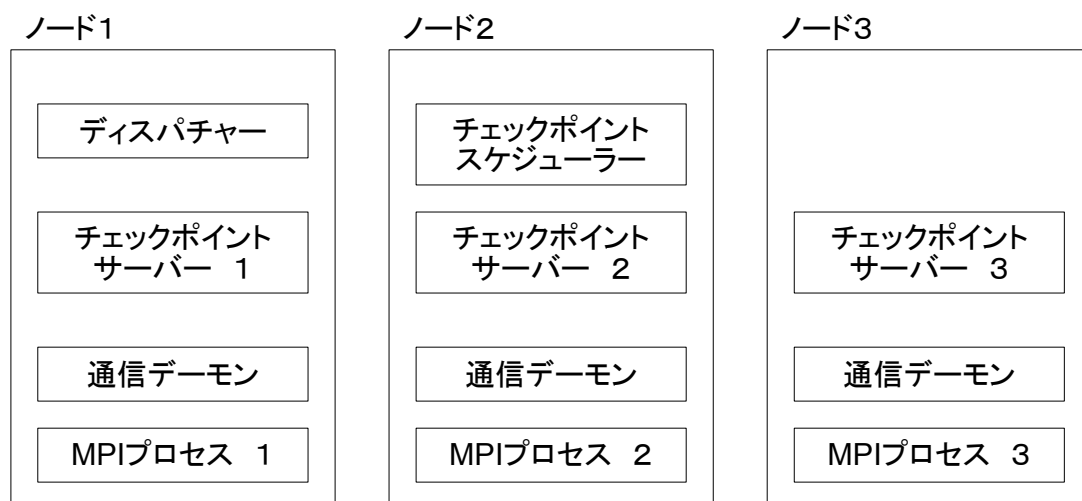 ノード1
ディスパチャー
チェックポイント
サーバー 1
通信デーモン
MPIプロセス 1
ノード2
チェックポイント
スケジューラー
チェックポイント
サーバー 2
通信デーモン
MPIプロセス 2
ノード3
チェックポイント
サーバー 3
通信デーモン
MPIプロセス 3